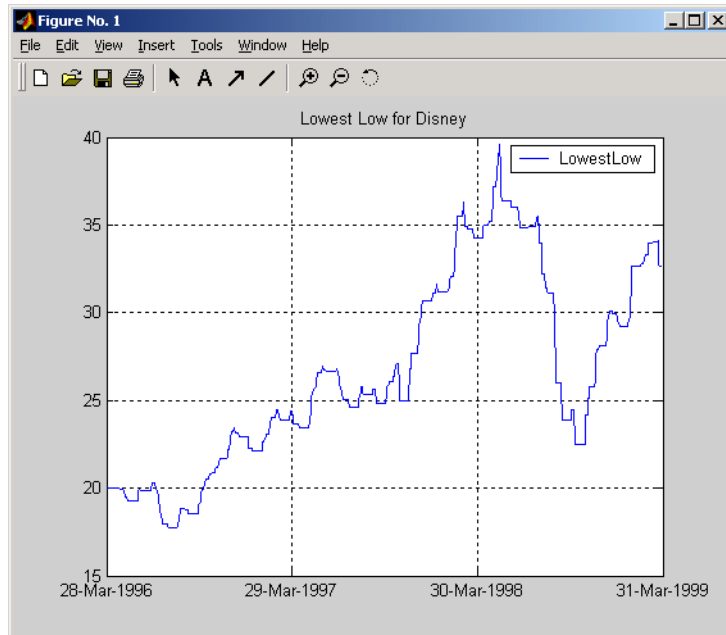 Figure No. 1
File Edit View Insert Tools Window Help
A
Lowest Low for Disney
LowestLow
40
35
30
25
20
15
28-Mar-1996 29-Mar-1997 30-Mar-1998 31-Mar-1999